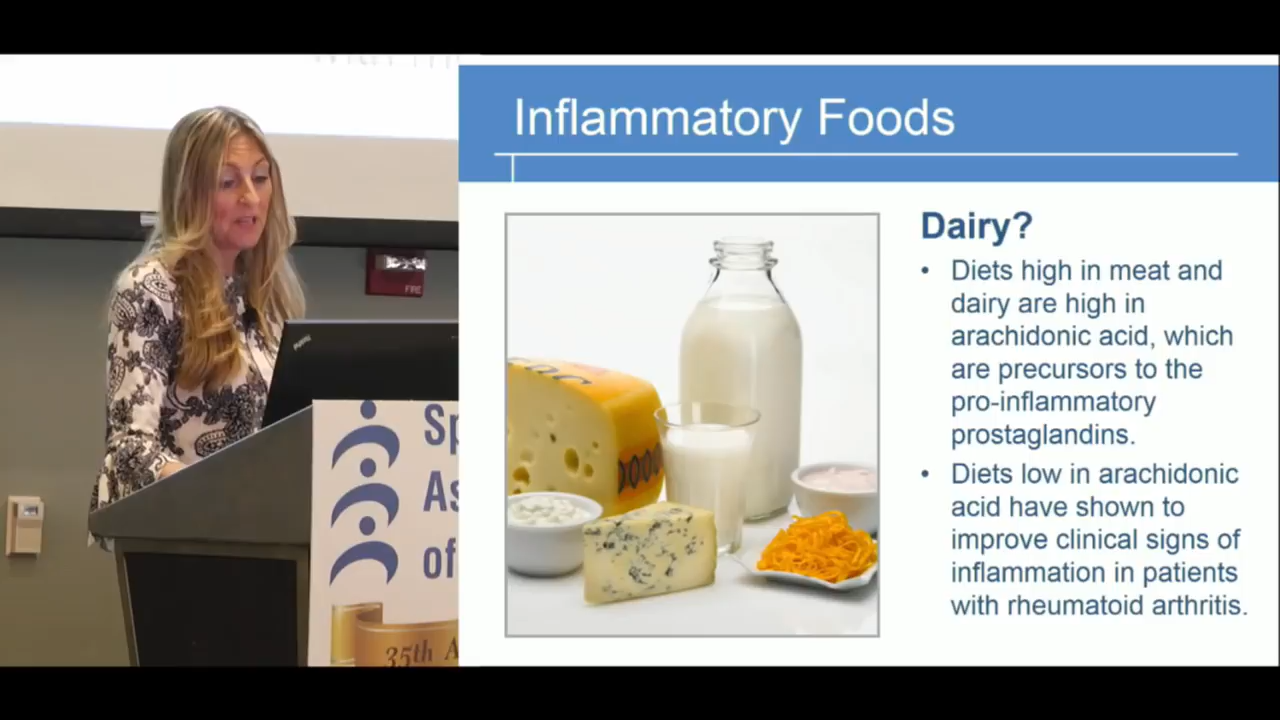 Inflammatory Foods
Dairy?
• Diets high in meat and
dairy are high in
arachidonic acid, which
are precursors to the
pro-inflammatory
prostaglandins.
• Diets low in arachidonic
acid have shown to
improve clinical signs of
inflammation in patients
with rheumatoid arthritis.
FIRE
Sp
As
of
35th A